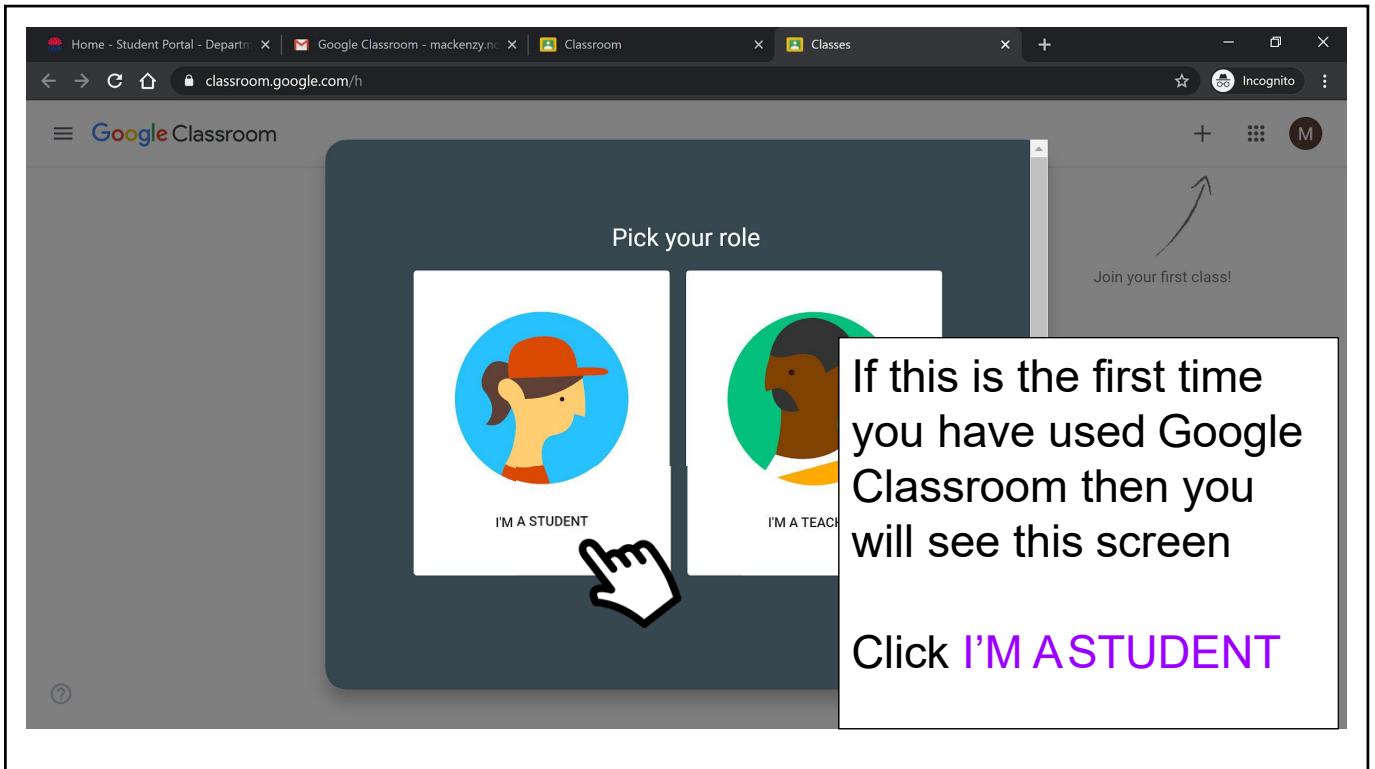 Home - Student Portal - Departm
Google Classroom - mackenzy.nc
Classroom
Classes
classroom.google.com/h
Incognito
Google Classroom
M
Pick your role
Join your first class!
I'M A STUDENT
I'M A TEACH
If this is the first time
you have used Google
Classroom then you
will see this screen
Click I’M A STUDENT